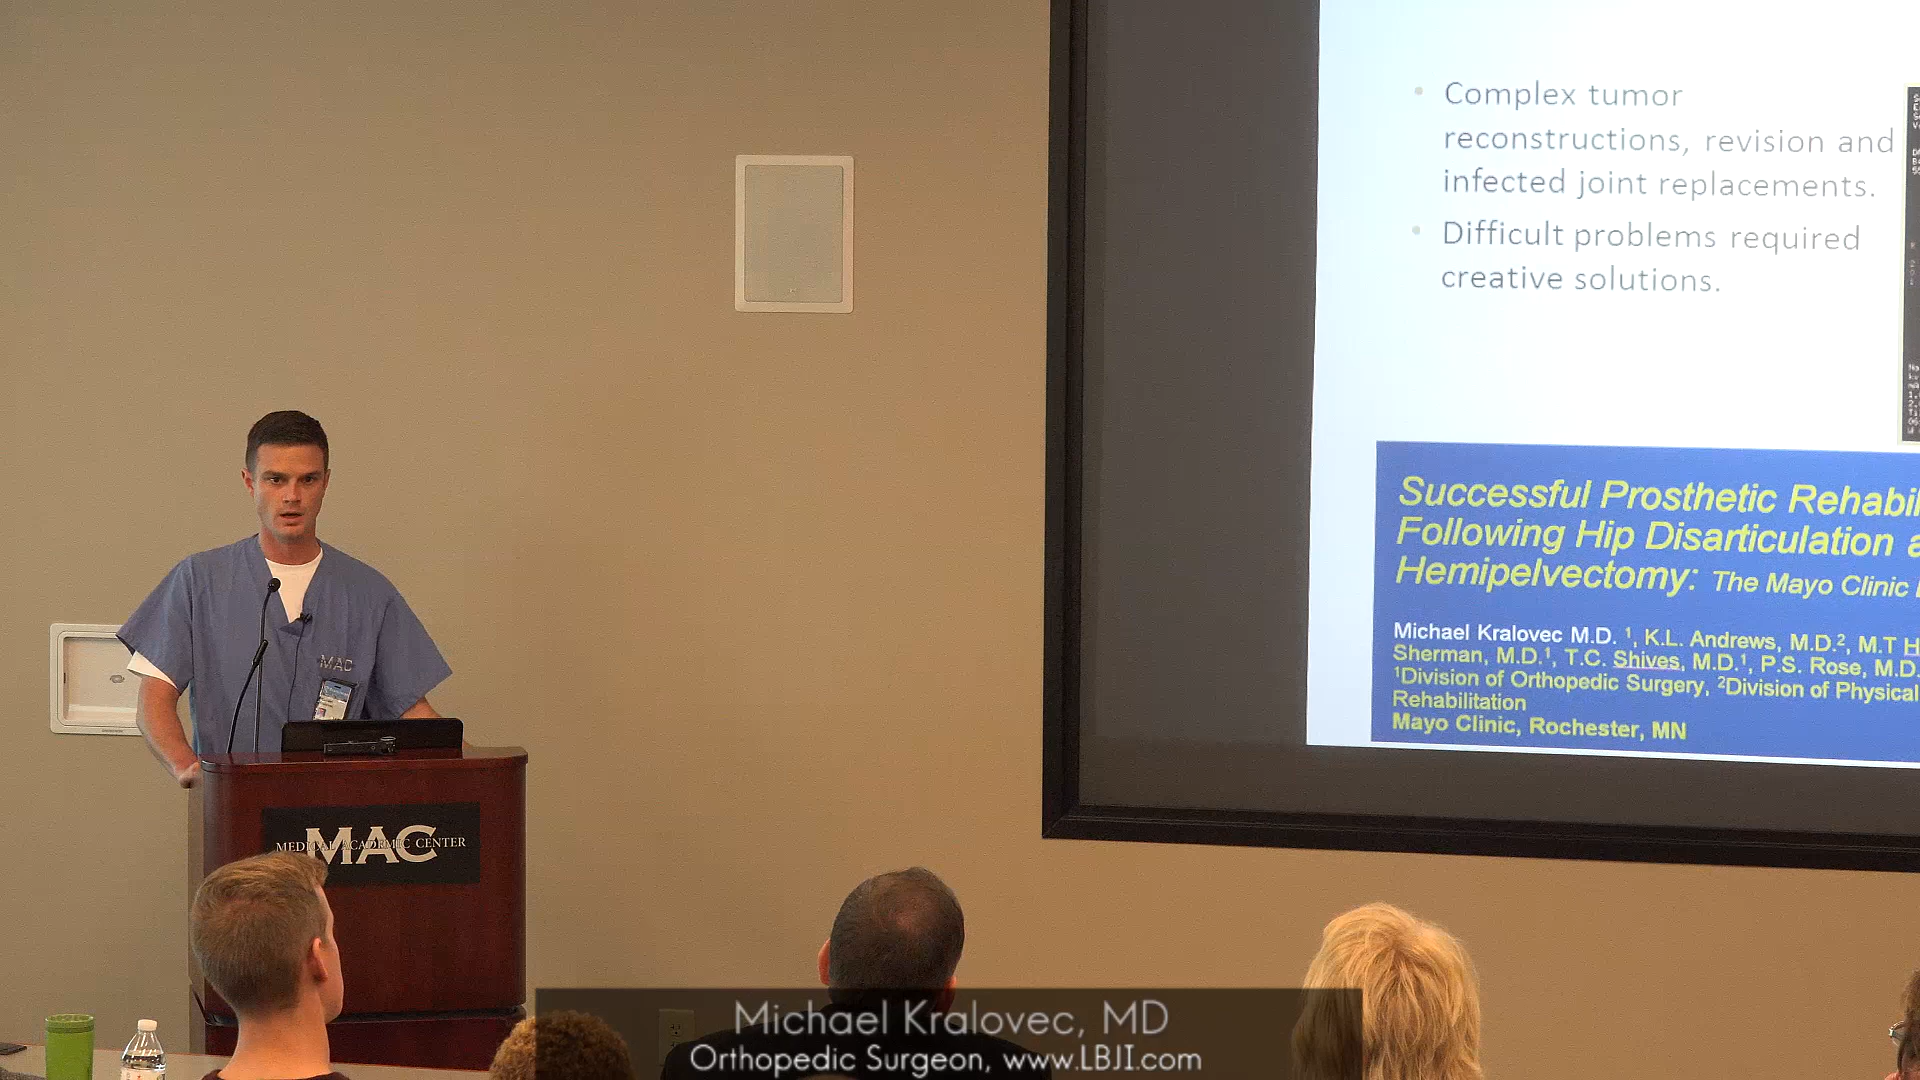 • Complex tumor
reconstructions, revision and
infected joint replacements.
• Difficult problems required
creative solutions.
Successful Prosthetic
Following Hip Disarticulation
Hemipelvectomy: The Mayo Clinic
Michael Kralovec M.D. ¹, K.L. Andrews, M.D.², M.T
Sherman, M.D.¹, T.C. Shives, M.D.¹, P.S. Rose, M.D.
¹Division of Orthopedic Surgery, ²Division of Physical
Rehabilitation
Mayo Clinic, Rochester, MN
MAC
MAC
MEDICAL ACADEMIC CENTER
Michael Kralovec, MD
Orthopedic Surgeon, www.LBJI.com